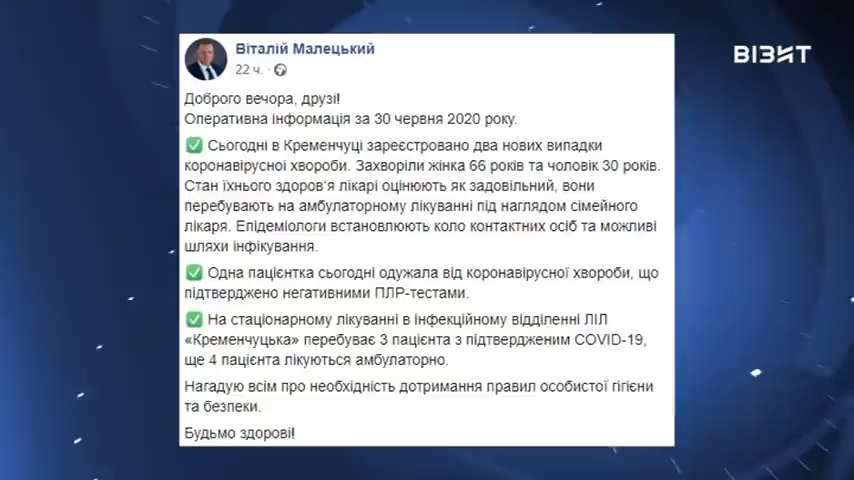 Віталій Малецький
22 ч. ·
ВІЗИТ
Доброго вечора, друзі!
Оперативна інформація за 30 червня 2020 року.
✅ Сьогодні в Кременчуці зареєстровано два нових випадки
коронавірусної хвороби. Захворіли жінка 66 років та чоловік 30 років.
Стан їхнього здоров'я лікарі оцінюють як задовільний, вони
перебувають на амбулаторному лікуванні під наглядом сімейного
лікаря. Епідеміологи встановлюють коло контактних осіб та можливі
шляхи інфікування.
✅ Одна пацієнтка сьогодні одужала від коронавірусної хвороби, що
підтверджено негативними ПЛР-тестами.
✅ На стаціонарному лікуванні в інфекційному відділенні ЛІЛ
«Кременчуцька» перебуває 3 пацієнта з підтвердженим COVID-19,
ще 4 пацієнта лікуються амбулаторно.
Нагадую всім про необхідність дотримання правил особистої гігієни
та безпеки.
Будьмо здорові!